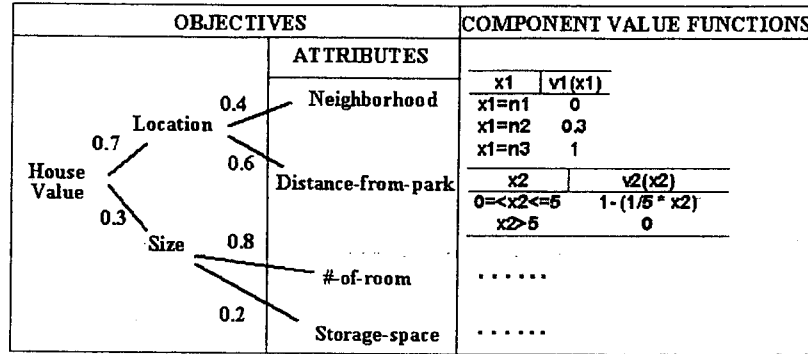 OBJECTIVES
COMPONENT VALUE FUNCTIONS
ATTRIBUTES
x1 v1(x1)
x1=n1 0
x1=n2 0.3
x1=n3 1
x2 v2(x2)
0=<x2<=5 1-(1/5 * x2)
x2>5 0
0.4
Neighborhood
Location
0.7
0.6
House
Value
Distance-from-park
0.3
Size
0.8
#-of-room
......
0.2
Storage-space
......